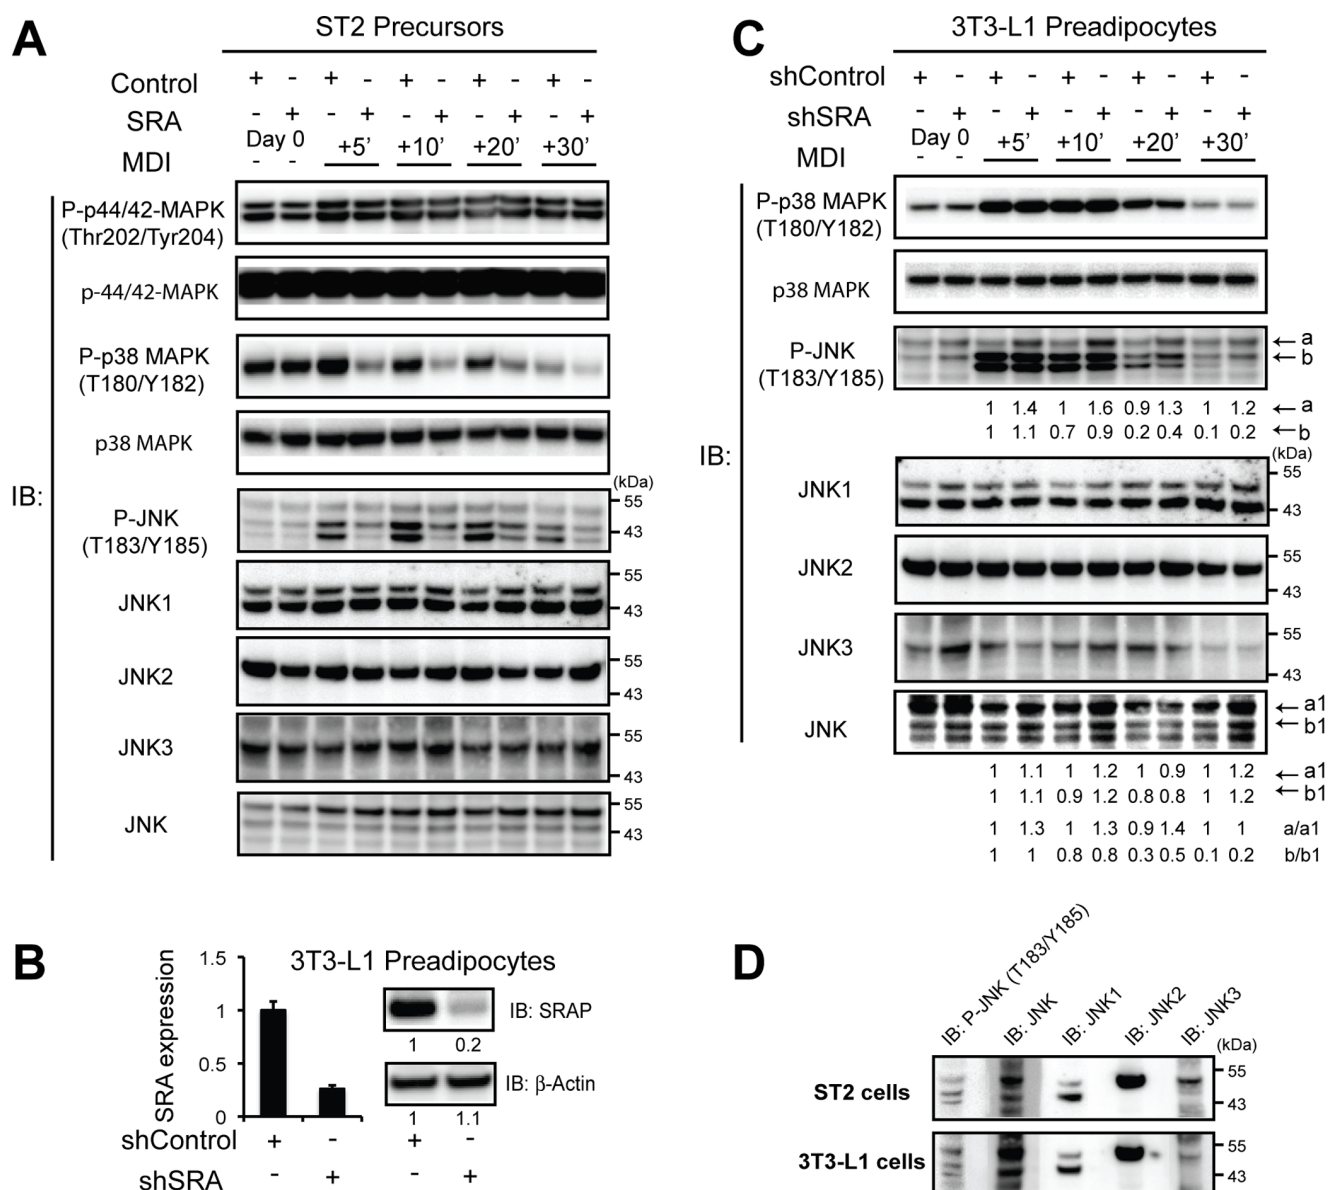 A
ST2 Precursors
Control + - + - + - + - + -
SRA - + - + - + - + - +
MDI Day 0 +5’ +10’ +20’ +30’
- -
IB:
P-p44/42-MAPK
(Thr202/Tyr204)
p-44/42-MAPK
P-p38 MAPK
(T180/Y182)
p38 MAPK
(kDa)
P-JNK
(T183/Y185)
55
43
JNK1
55
43
JNK2
55
43
JNK3
55
43
JNK
55
43
B
3T3-L1 Preadipocytes
SRA expression
1.5
1
0.5
0
IB: SRAP
1 0.2
IB: β-Actin
1 1.1
shControl + - + -
shSRA - + - +
C
3T3-L1 Preadipocytes
shControl + - + - + - + - + -
shSRA - + - + - + - + - +
MDI Day 0 +5’ +10’ +20’ +30’
- -
IB:
P-p38 MAPK
(T180/Y182)
p38 MAPK
P-JNK
(T183/Y185)
←a
←b
1 1.4 1 1.6 0.9 1.3 1 1.2 ←a
1 1.1 0.7 0.9 0.2 0.4 0.1 0.2 ←b
(kDa)
JNK1
55
43
JNK2
55
43
JNK3
55
43
JNK
←a1
←b1
1 1.1 1 1.2 1 0.9 1 1.2 ←a1
1 1.1 0.9 1.2 0.8 0.8 1 1.2 ←b1
1 1.3 1 1.3 0.9 1.4 1 1 a/a1
1 1 0.8 0.8 0.3 0.5 0.1 0.2 b/b1
D
IB: P-JNK (T183/Y185)
IB: JNK
IB: JNK1
IB: JNK2
IB: JNK3
(kDa)
ST2 cells
55
43
3T3-L1 cells
55
43